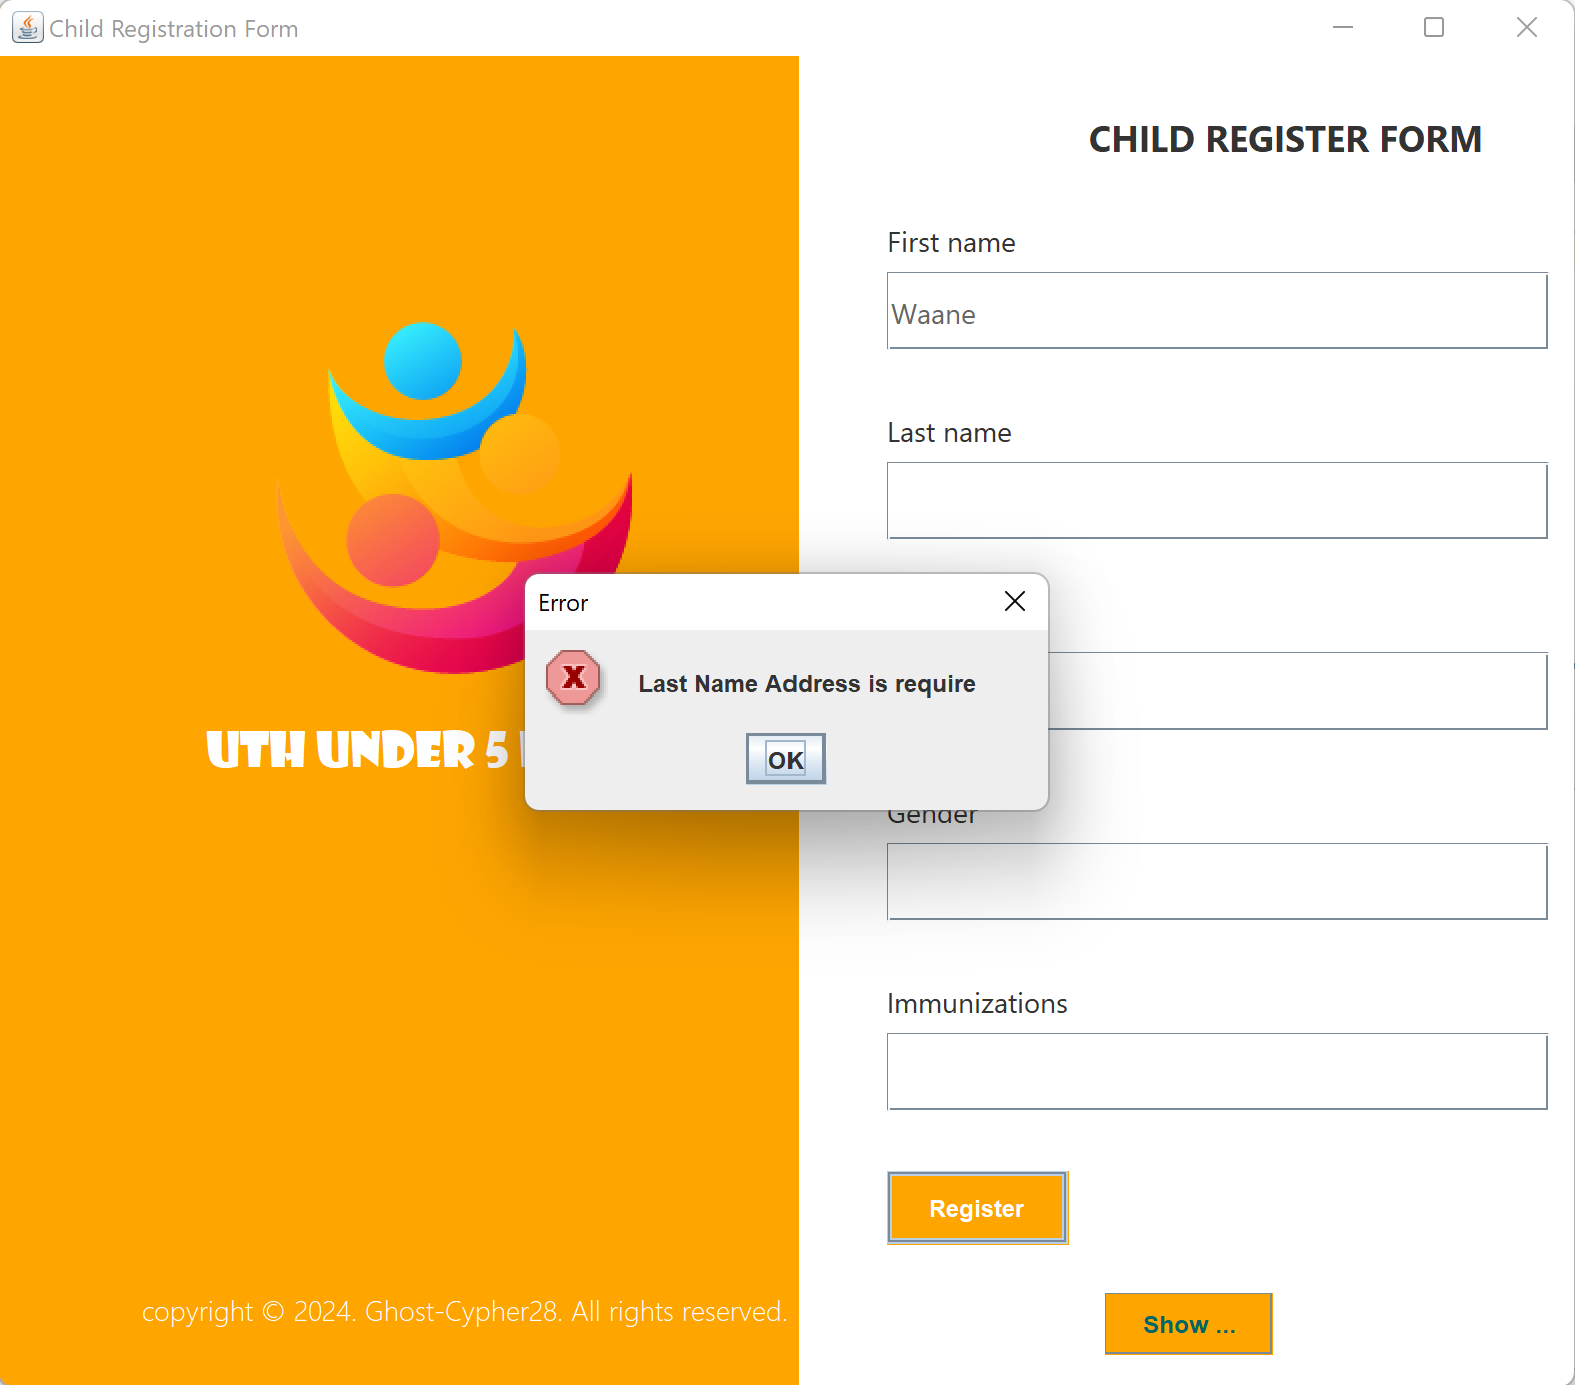 Child Registration Form
CHILD REGISTER FORM
First name
Waane
Last name
Error
X
Last Name Address is require
OK
UTH UNDER 5
Gender
Immunizations
Register
Show ...
copyright © 2024. Ghost-Cypher28. All rights reserved.